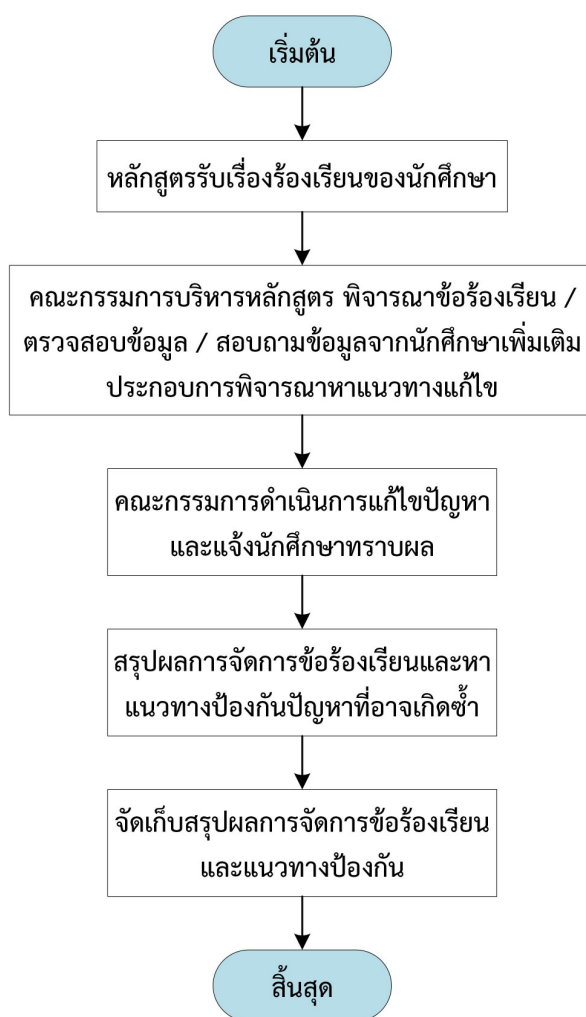 เริ่มต้น
หลักสูตรรับเรื่องร้องเรียนของนักศึกษา
คณะกรรมการบริหารหลักสูตร พิจารณาข้อร้องเรียน /
ตรวจสอบข้อมูล / สอบถามข้อมูลจากนักศึกษาเพิ่มเติม
ประกอบการพิจารณาหาแนวทางแก้ไข
คณะกรรมการดำเนินการแก้ไขปัญหา
และแจ้งนักศึกษาทราบผล
สรุปผลการจัดการข้อร้องเรียนและหา
แนวทางป้องกันปัญหาที่อาจเกิดซ้ำ
จัดเก็บสรุปผลการจัดการข้อร้องเรียน
และแนวทางป้องกัน
สิ้นสุด